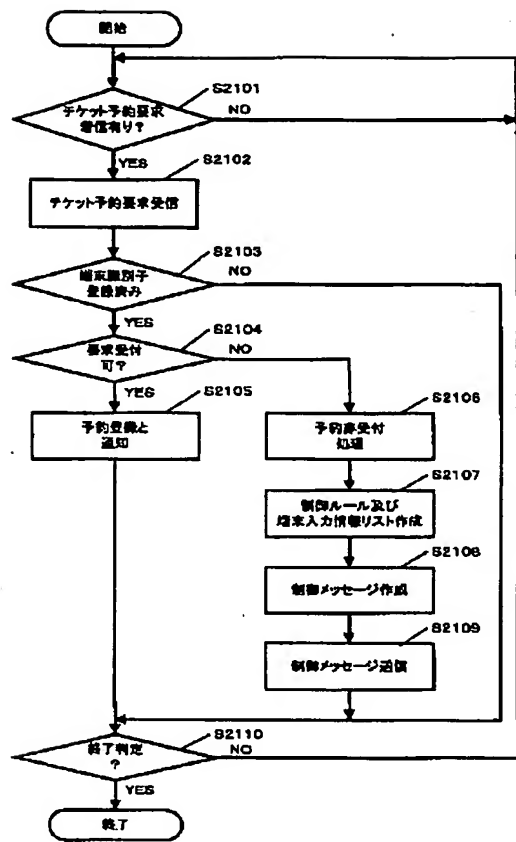 開始
S2101
チケット予約要求
着信有り?
NO
YES
S2102
チケット予約要求受信
S2103
端末識別子
登録済み
NO
YES
S2104
要求受付
可?
NO
YES
S2105
予約登録と
通知
S2106
予約非受付
処理
S2107
制御ルール及び
端末入力情報リスト作成
S2108
制御メッセージ作成
S2109
制御メッセージ送信
S2110
終了判定
?
NO
YES
終了